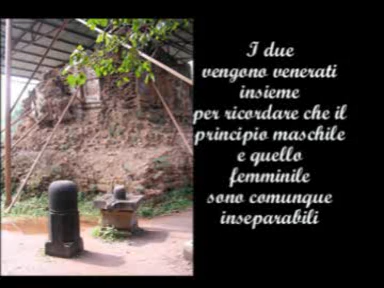 I due
vengono venerati
insieme
per ricordare che il
principio maschile
e quello
femminile
sono comunque
inseparabili